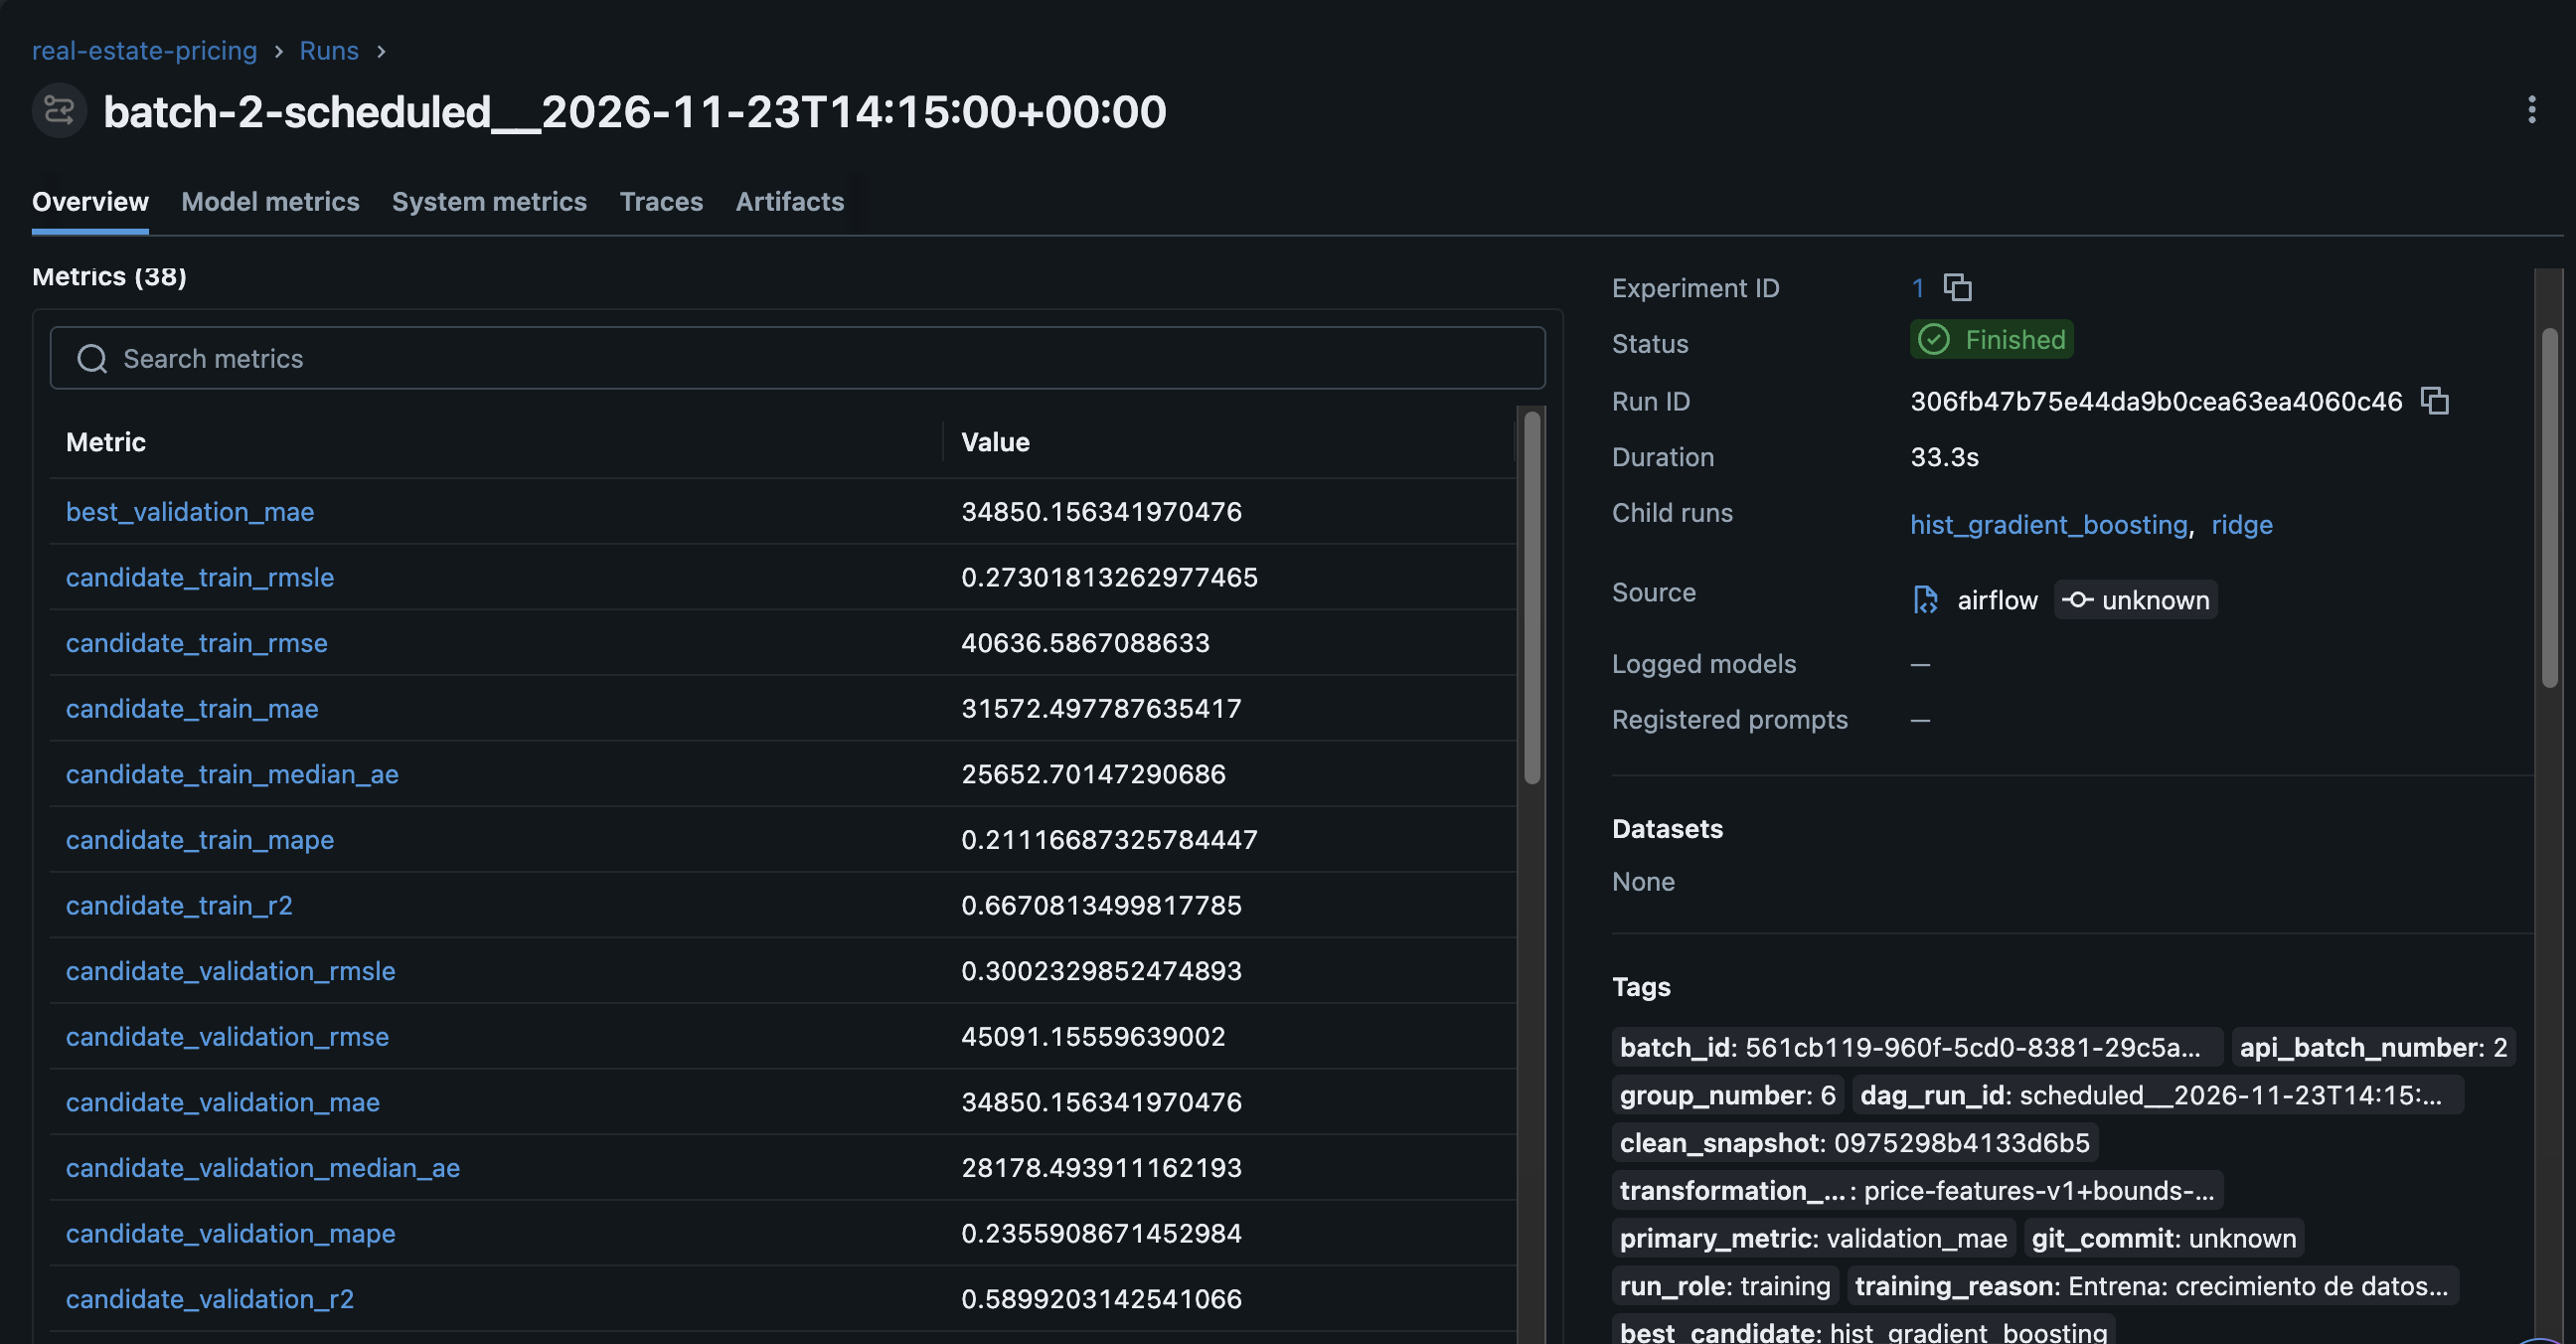 real-estate-pricing › Runs ›
batch-2-scheduled__2026-11-23T14:15:00+00:00
Overview Model metrics System metrics Traces Artifacts
Metrics (38)
Search metrics
Metric Value
best_validation_mae 34850.156341970476
candidate_train_rmsle 0.27301813262977465
candidate_train_rmse 40636.5867088633
candidate_train_mae 31572.497787635417
candidate_train_median_ae 25652.70147290686
candidate_train_mape 0.21116687325784447
candidate_train_r2 0.6670813499817785
candidate_validation_rmsle 0.3002329852474893
candidate_validation_rmse 45091.15559639002
candidate_validation_mae 34850.156341970476
candidate_validation_median_ae 28178.493911162193
candidate_validation_mape 0.2355908671452984
candidate_validation_r2 0.5899203142541066
Experiment ID 1
Status Finished
Run ID 306fb47b75e44da9b0cea63ea4060c46
Duration 33.3s
Child runs hist_gradient_boosting, ridge
Source airflow unknown
Logged models —
Registered prompts —
Datasets
None
Tags
batch_id: 561cb119-960f-5cd0-8381-29c5a... api_batch_number: 2
group_number: 6 dag_run_id: scheduled__2026-11-23T14:15:...
clean_snapshot: 0975298b4133d6b5
transformation_...: price-features-v1+bounds-...
primary_metric: validation_mae git_commit: unknown
run_role: training training_reason: Entrena: crecimiento de datos...
best_candidate: hist_gradient_boosting